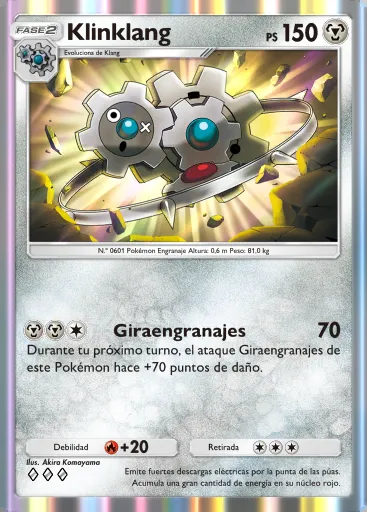 FASE 2
Klinklang
PS 150
Evoluciona de Klang
N.º 0601 Pokémon Engranaje Altura: 0,6 m Peso: 81,0 kg
Giraengranajes 70
Durante tu próximo turno, el ataque Giraengranajes de
este Pokémon hace +70 puntos de daño.
Debilidad +20 Retirada
Ilus. Akira Komayama
Emite fuertes descargas eléctricas por la punta de las púas.
Acumula una gran cantidad de energía en su núcleo rojo.